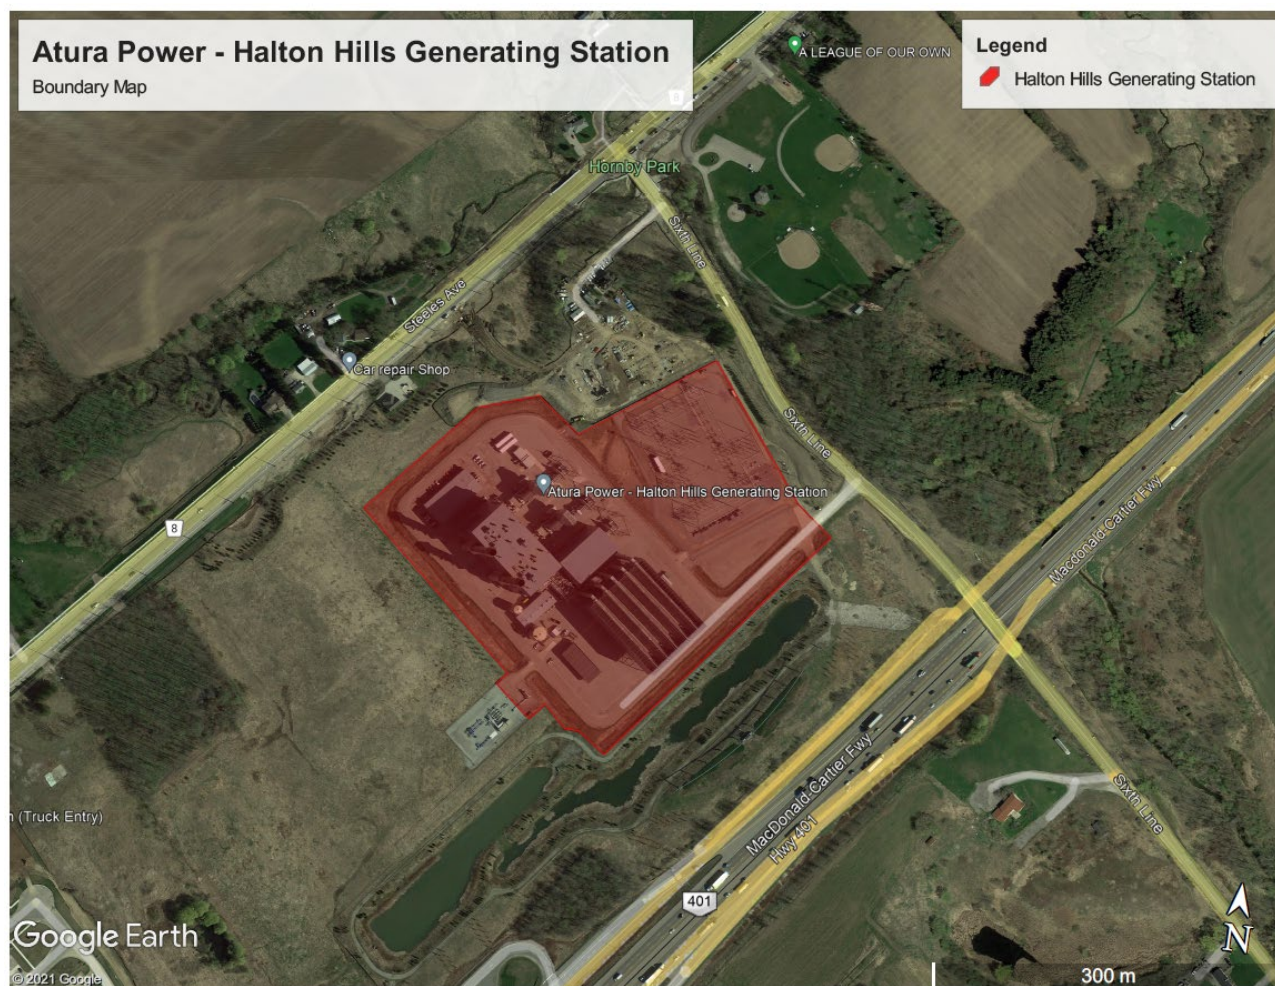 Atura Power - Halton Hills Generating Station
Boundary Map
Legend
Halton Hills Generating Station
A LEAGUE OF OUR OWN
8
Hornby Park
Sixth Line
Steeles Ave
Car repair Shop
Sixth Line
Atura Power - Halton Hills Generating Station
Macdonald Cartier Fwy
8
MacDonald-Cartier Fwy
Hwy 401
Sixth Line
n (Truck Entry)
401
Google Earth
© 2021 Google
N
300 m